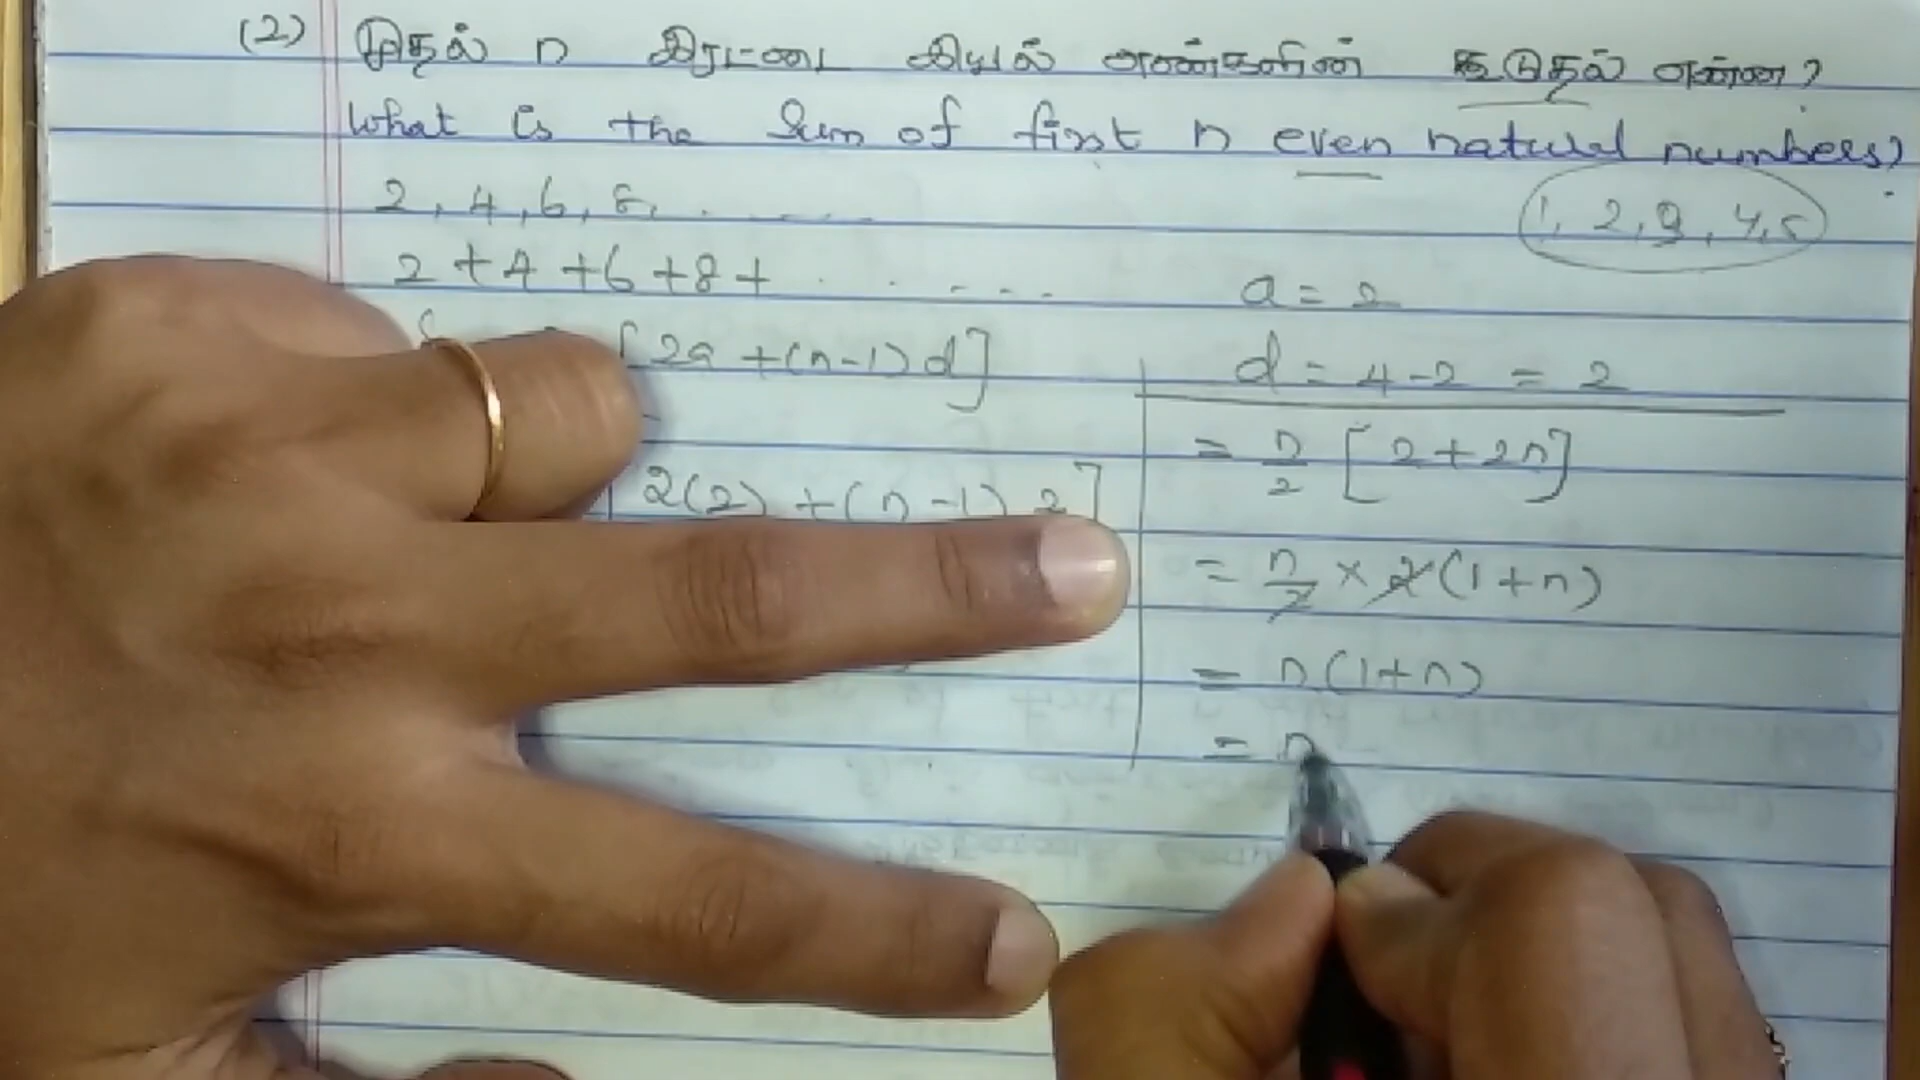 (2) முதல் n இரட்டை இயல் எண்களின் கூடுதல் என்ன?
What is the Sum of first n even natural numbers?
2, 4, 6, 8, . - - - -
1, 2, 3, 4, 5
2 + 4 + 6 + 8 + . . - - - -
[2a + (n-1) d]
[2(2) + (n-1) 2]
a = 2
d = 4-2 = 2
= n/2 [2+2n]
= n/2 × 2(1+n)
= n(1+n)
= n